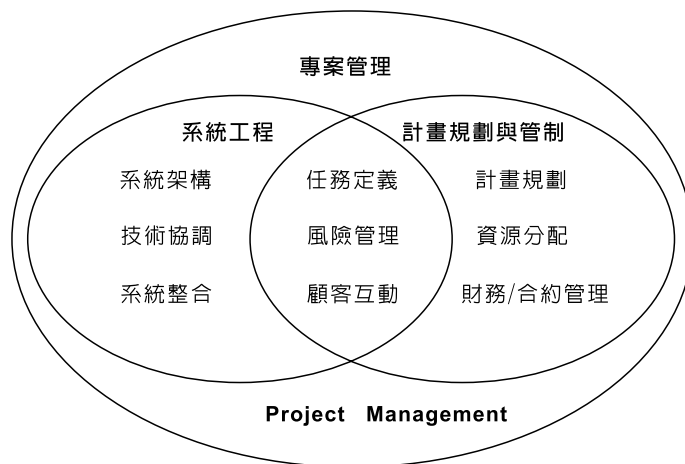 專案管理
系統工程 計畫規劃與管制
系統架構 任務定義 計畫規劃
技術協調 風險管理 資源分配
系統整合 顧客互動 財務/合約管理
Project Management